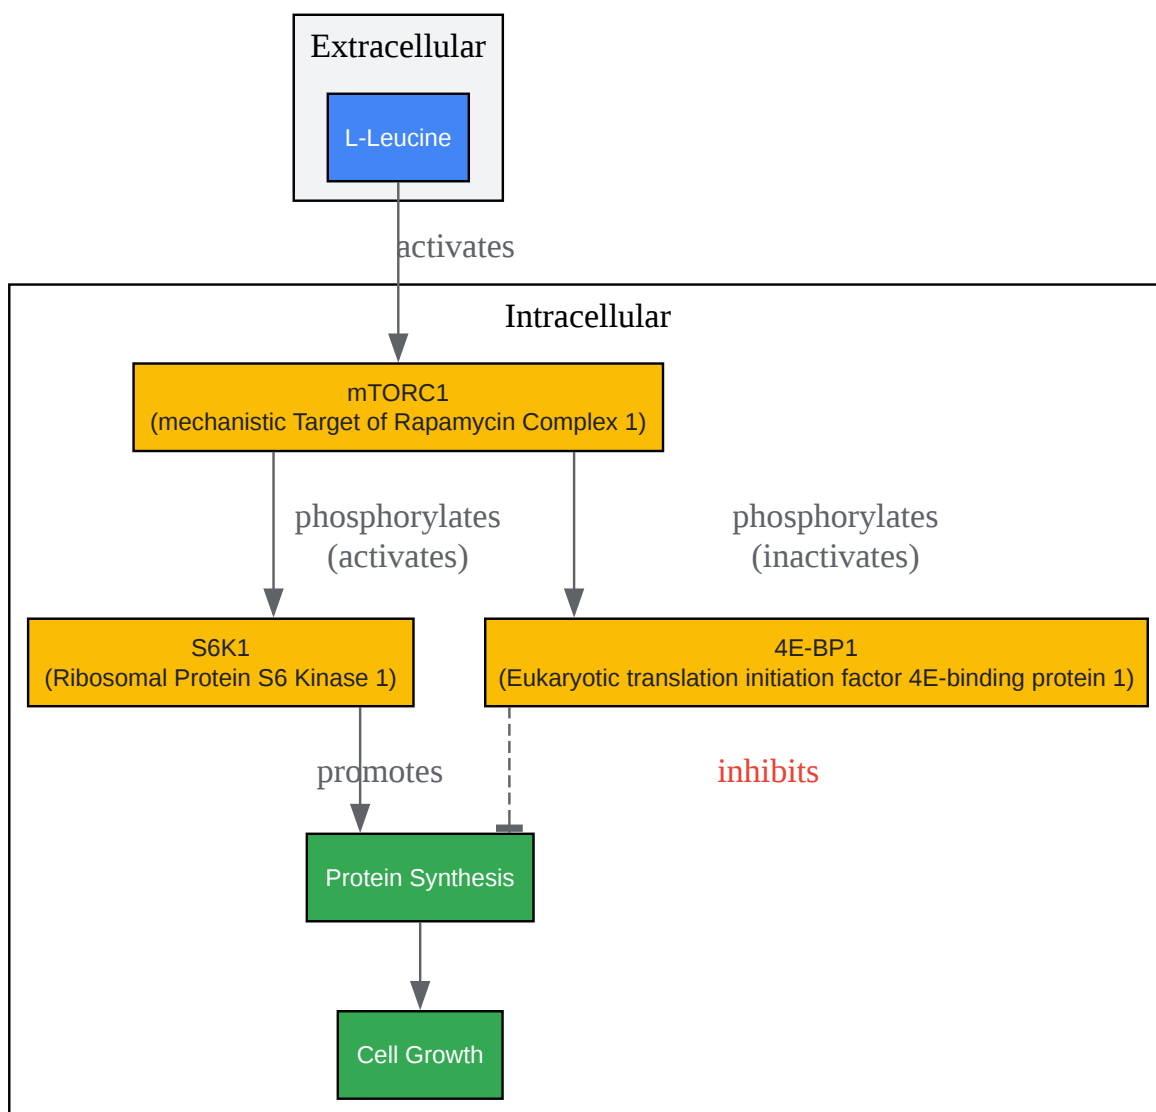 Extracellular
L-Leucine
activates
Intracellular
mTORC1
(mechanistic Target of Rapamycin Complex 1)
phosphorylates
(activates)
phosphorylates
(inactivates)
S6K1
(Ribosomal Protein S6 Kinase 1)
4E-BP1
(Eukaryotic translation initiation factor 4E-binding protein 1)
promotes
inhibits
Protein Synthesis
Cell Growth